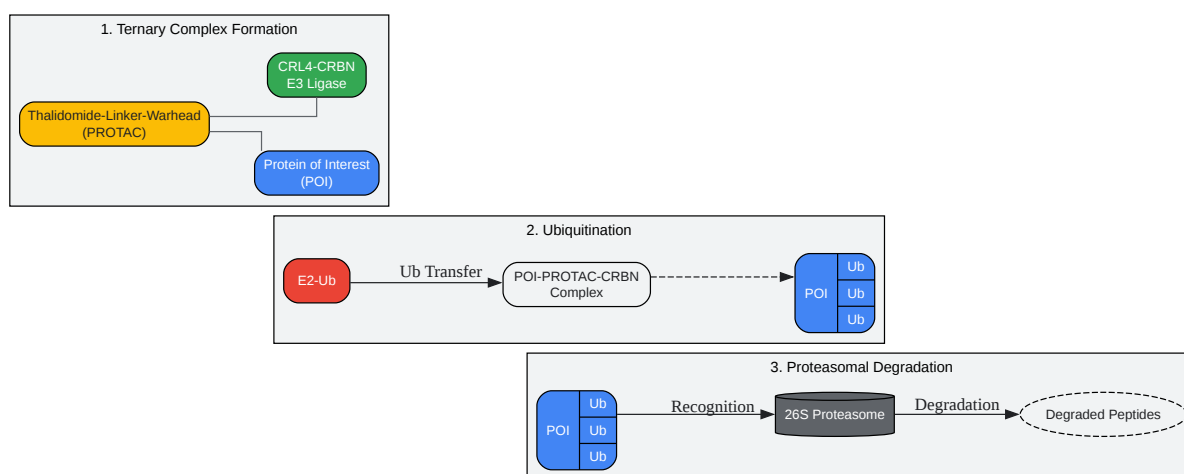 1. Ternary Complex Formation
CRL4-CRBN
E3 Ligase
Thalidomide-Linker-Warhead
(PROTAC)
Protein of Interest
(POI)
2. Ubiquitination
E2-Ub
Ub Transfer
POI-PROTAC-CRBN
Complex
POI
Ub
Ub
Ub
3. Proteasomal Degradation
POI
Ub
Ub
Ub
Recognition
26S Proteasome
Degradation
Degraded Peptides